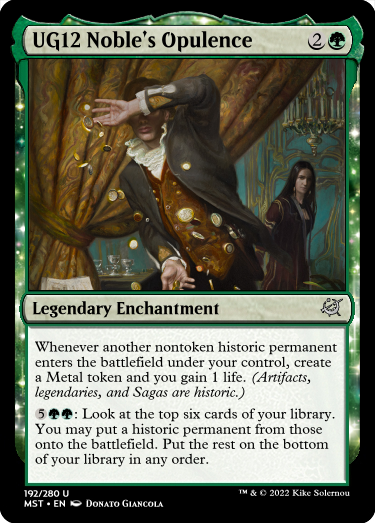 UG12 Noble's Opulence 2
Legendary Enchantment
Whenever another nontoken historic permanent
enters the battlefield under your control, create
a Metal token and you gain 1 life. (Artifacts,
legendaries, and Sagas are historic.)
5: Look at the top six cards of your library.
You may put a historic permanent from those
onto the battlefield. Put the rest on the bottom
of your library in any order.
192/280 U
MST • EN Donato Giancola
™ & © 2022 Kike Solernou